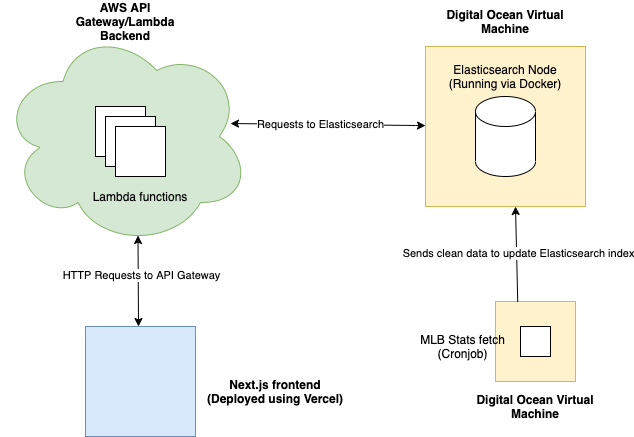 AWS API
Gateway/Lambda
Backend
Lambda functions
Digital Ocean Virtual
Machine
Elasticsearch Node
(Running via Docker)
Requests to Elasticsearch
HTTP Requests to API Gateway
Sends clean data to update Elasticsearch index
Next.js frontend
(Deployed using Vercel)
MLB Stats fetch
(Cronjob)
Digital Ocean Virtual
Machine